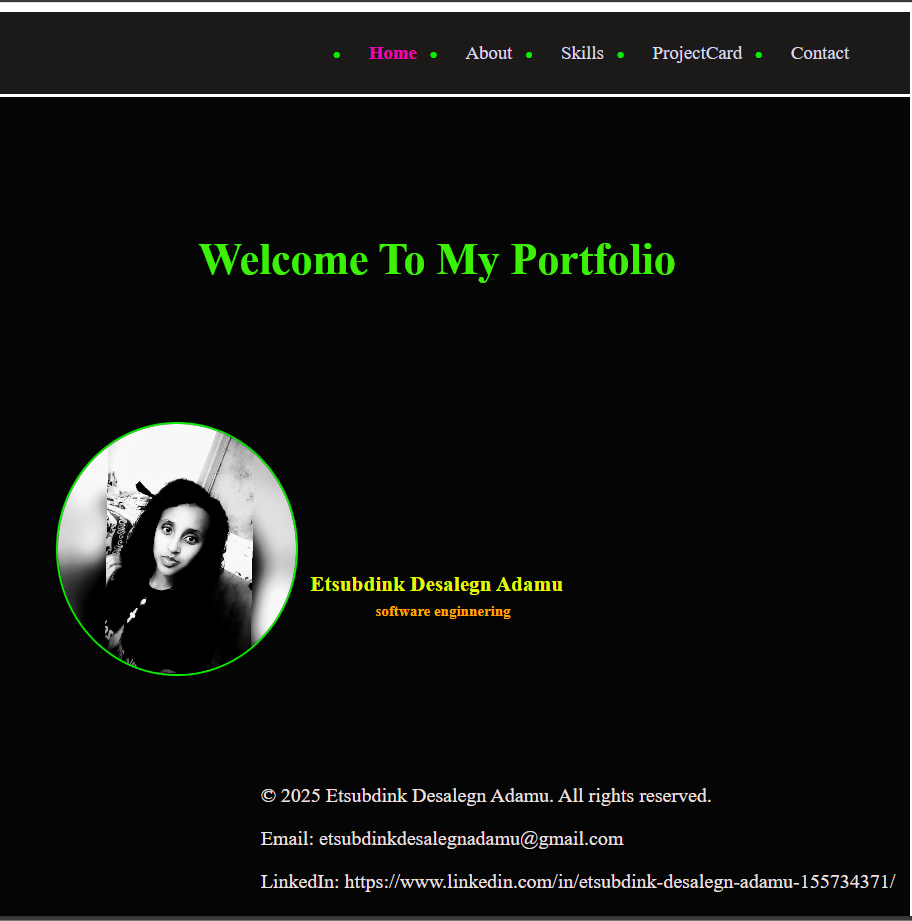 Home About Skills ProjectCard Contact
Welcome To My Portfolio
Etsubdink Desalegn Adamu
software enginnering
© 2025 Etsubdink Desalegn Adamu. All rights reserved.
Email: etsubdinkdesalegnadamu@gmail.com
LinkedIn: https://www.linkedin.com/in/etsubdink-desalegn-adamu-155734371/